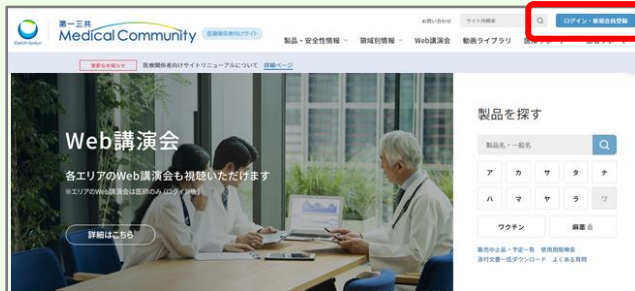 Daiichi-Sankyo
第一三共
Medical Community
医療関係者向けサイト
お問い合わせ
サイト内検索
ログイン・新規会員登録
製品・安全性情報
領域別情報
Web講演会
動画ライブラリ
重要なお知らせ
医療関係者向けサイトリニューアルについて 詳細ページ
Web講演会
各エリアのWeb講演会も視聴いただけます
※エリアのWeb講演会は医師のみ
詳細はこちら
製品を探す
製品名・一般名
ア カ サ タ ナ
ハ マ ヤ ラ ワ
ワクチン 麻薬
販売中止品・予定一覧 使用期限検索
添付文書一括ダウンロード よくある質問